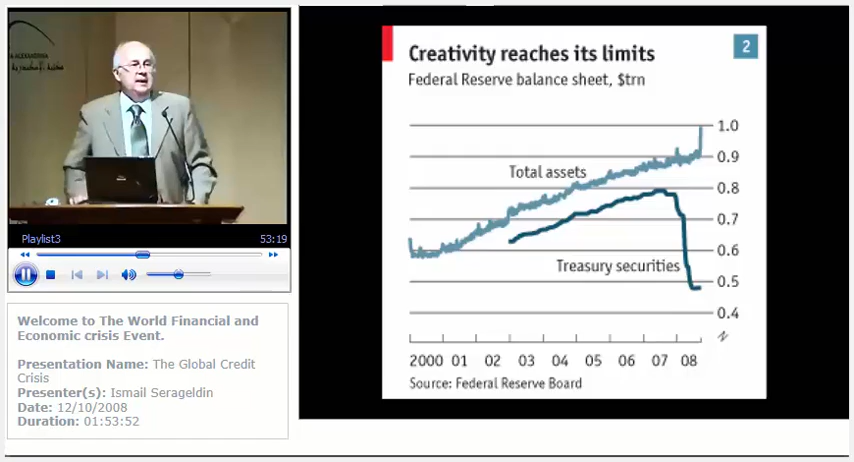 ALEXANDRINA
مكتبة الإسكندرية
Playlist3
53:19
Welcome to The World Financial and
Economic crisis Event.
Presentation Name: The Global Credit
Crisis
Presenter(s): Ismail Serageldin
Date: 12/10/2008
Duration: 01:53:52
Creativity reaches its limits
2
Federal Reserve balance sheet, $trn
1.0
0.9
Total assets
0.8
0.7
0.6
Treasury securities
0.5
0.4
2000 01 02 03 04 05 06 07 08
Source: Federal Reserve Board